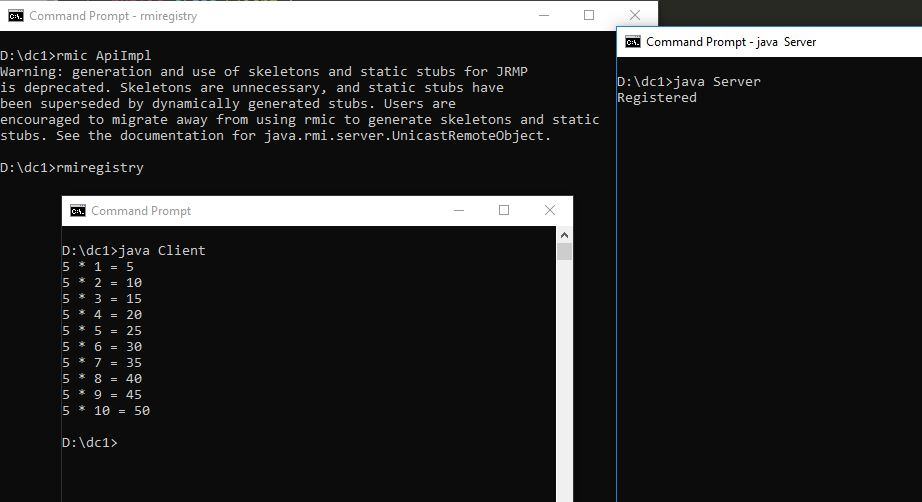 Command Prompt - rmiregistry
D:\dc1>rmic ApiImpl
Warning: generation and use of skeletons and static stubs for JRMP
is deprecated. Skeletons are unnecessary, and static stubs have
been superseded by dynamically generated stubs. Users are
encouraged to migrate away from using rmic to generate skeletons and static
stubs. See the documentation for java.rmi.server.UnicastRemoteObject.
D:\dc1>rmiregistry
Command Prompt - java  Server
D:\dc1>java Server
Registered
Command Prompt
D:\dc1>java Client
5 * 1 = 5
5 * 2 = 10
5 * 3 = 15
5 * 4 = 20
5 * 5 = 25
5 * 6 = 30
5 * 7 = 35
5 * 8 = 40
5 * 9 = 45
5 * 10 = 50
D:\dc1>